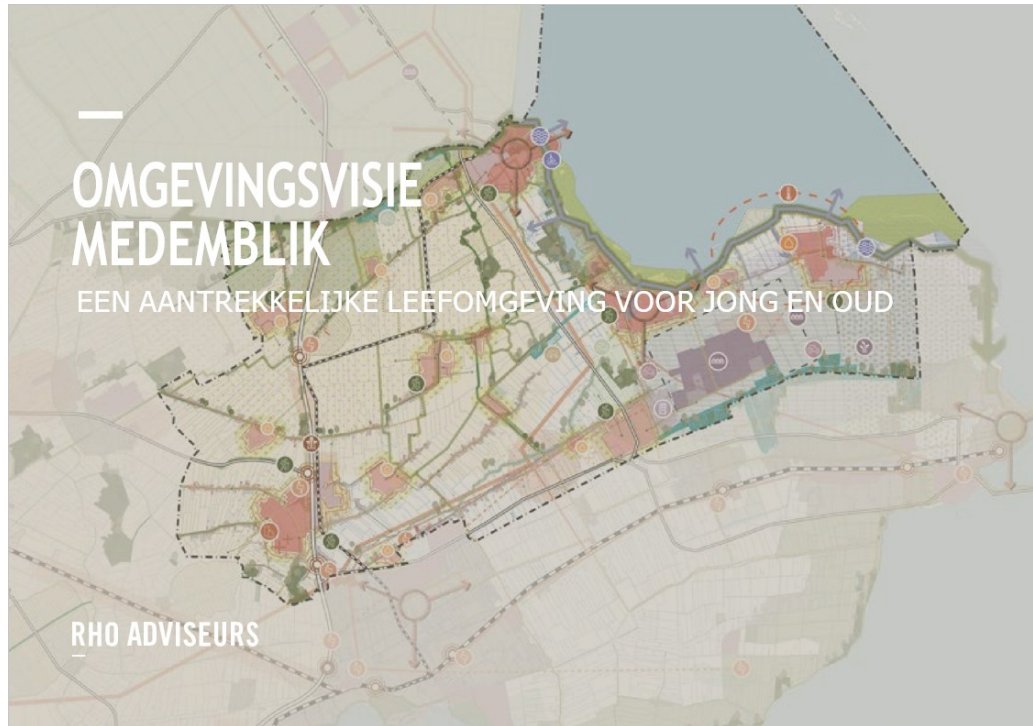 OMGEVINGSVISIE
MEDEMBLIK
EEN AANTREKKELIJKE LEEFOMGEVING VOOR JONG EN OUD
RHO ADVISEURS